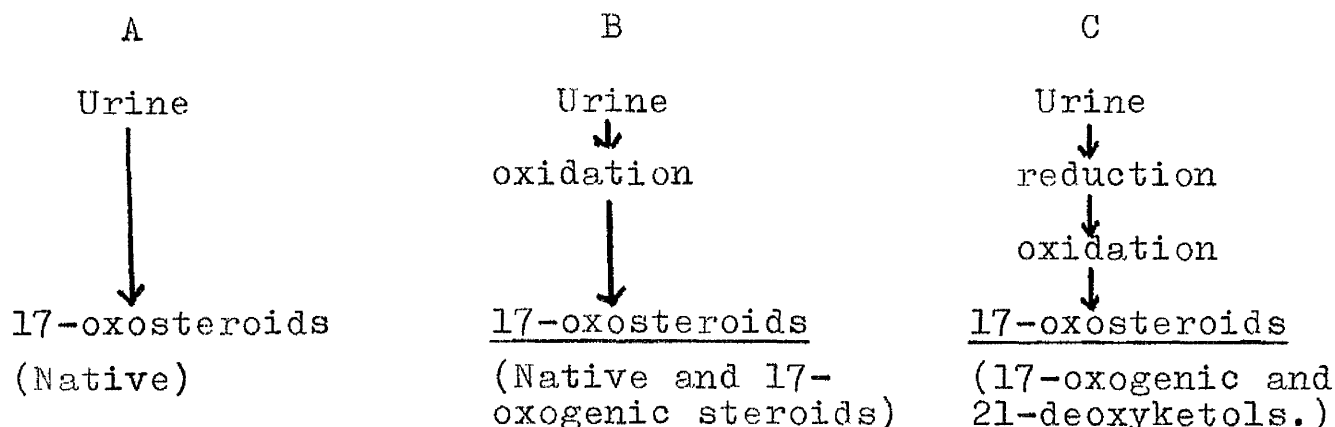 A B C
Urine Urine Urine
oxidation reduction
oxidation
17-oxosteroids 17-oxosteroids 17-oxosteroids
(Native) (Native and 17- (17-oxogenic and
oxogenic steroids) 21-deoxyketols.)